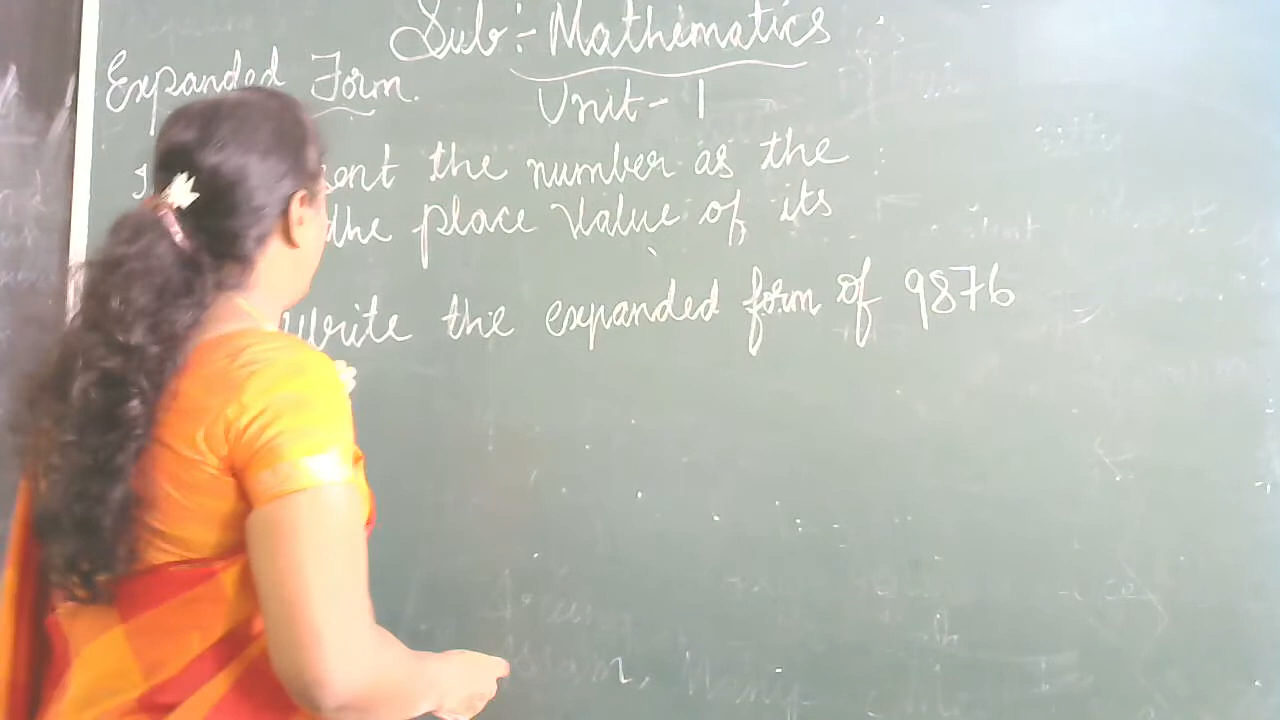 Sub:- Mathematics
Expanded Form.
Unit - 1
the number as the
the place value of its
Write the expanded form of 9876